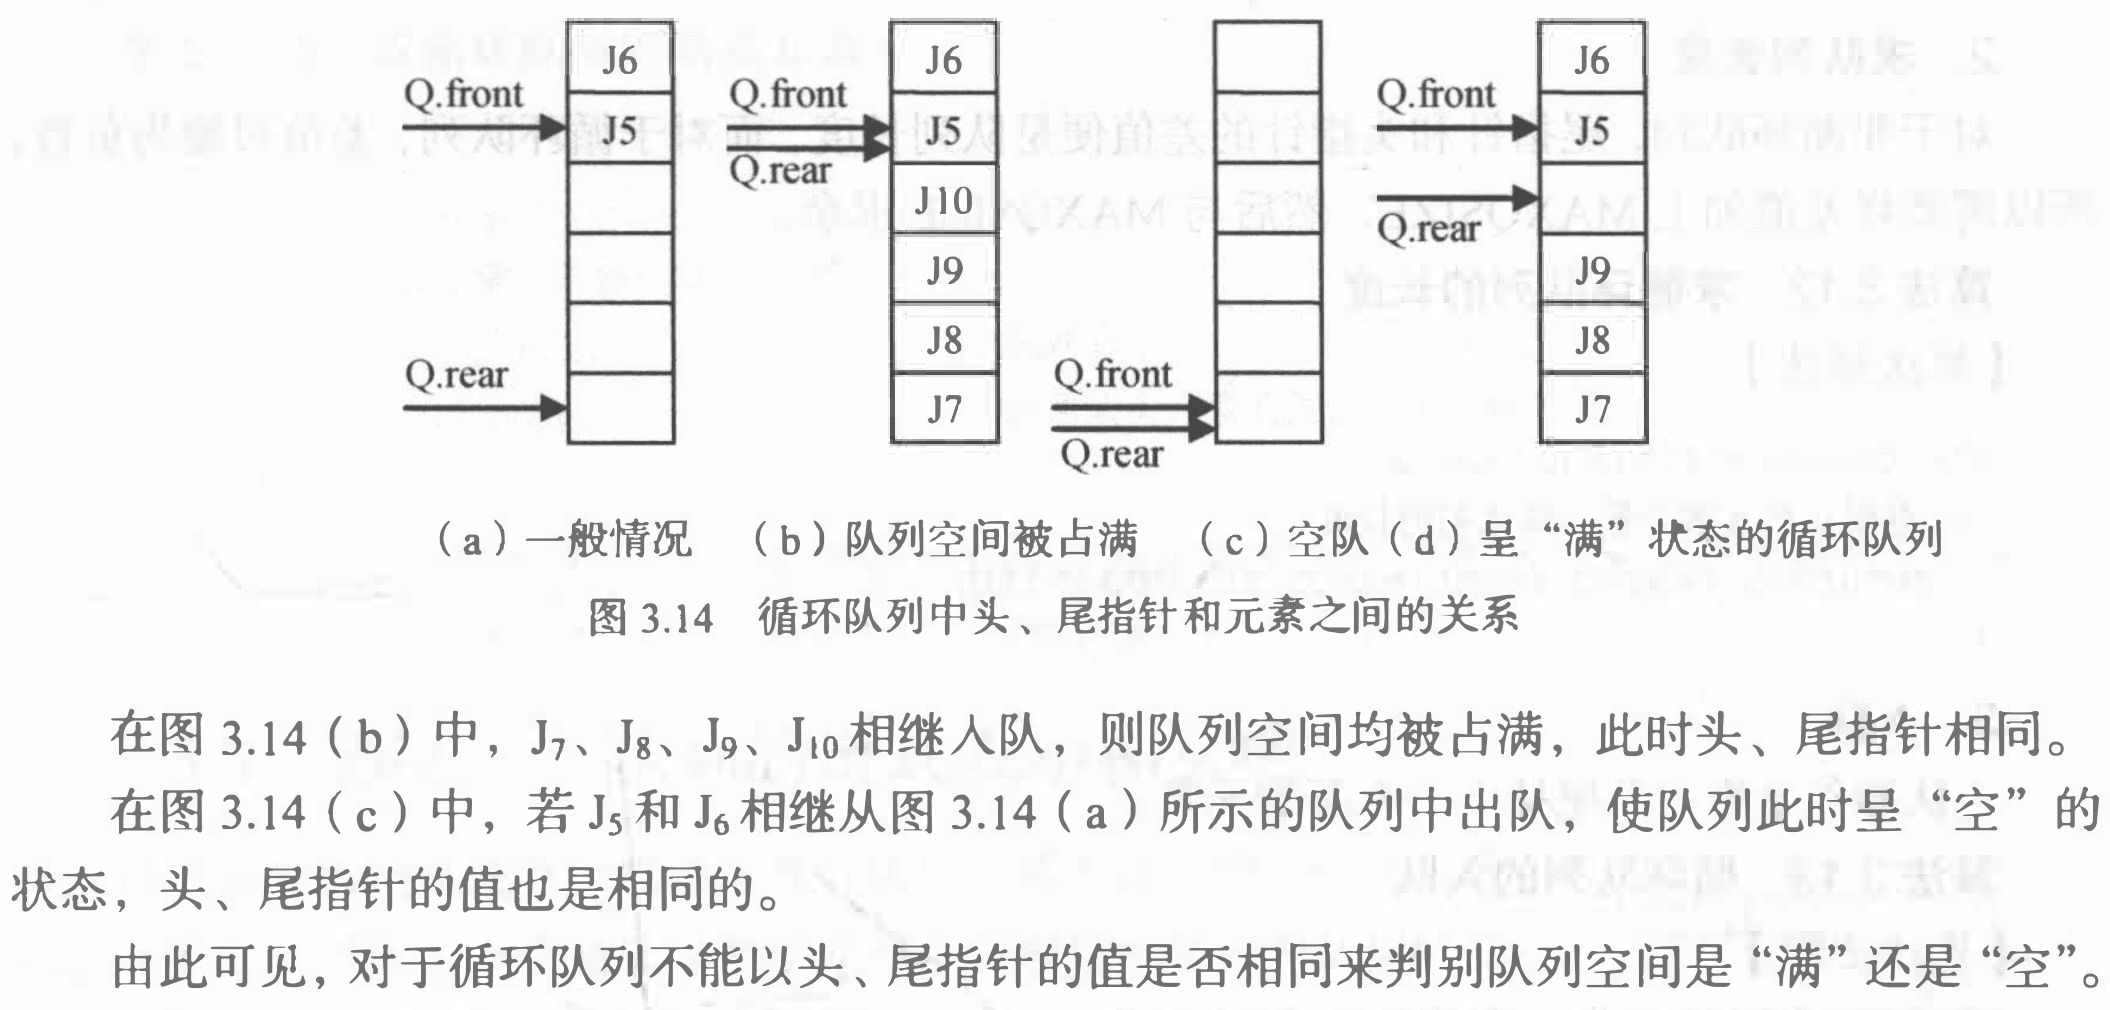 J6
Q.front
J5
Q.rear
J6
Q.front
J5
Q.rear
J10
J9
J8
J7
Q.front
Q.rear
J6
Q.front
J5
Q.rear
J9
J8
J7
（a）一般情况 （b）队列空间被占满 （c）空队（d）呈“满”状态的循环队列
图 3.14 循环队列中头、尾指针和元素之间的关系
在图 3.14（b）中，J7、J8、J9、J10相继入队，则队列空间均被占满，此时头、尾指针相同。
在图 3.14（c）中，若 J5 和 J6 相继从图 3.14（a）所示的队列中出队，使队列此时呈“空”的
状态，头、尾指针的值也是相同的。
由此可见，对于循环队列不能以头、尾指针的值是否相同来判别队列空间是“满”还是“空”。